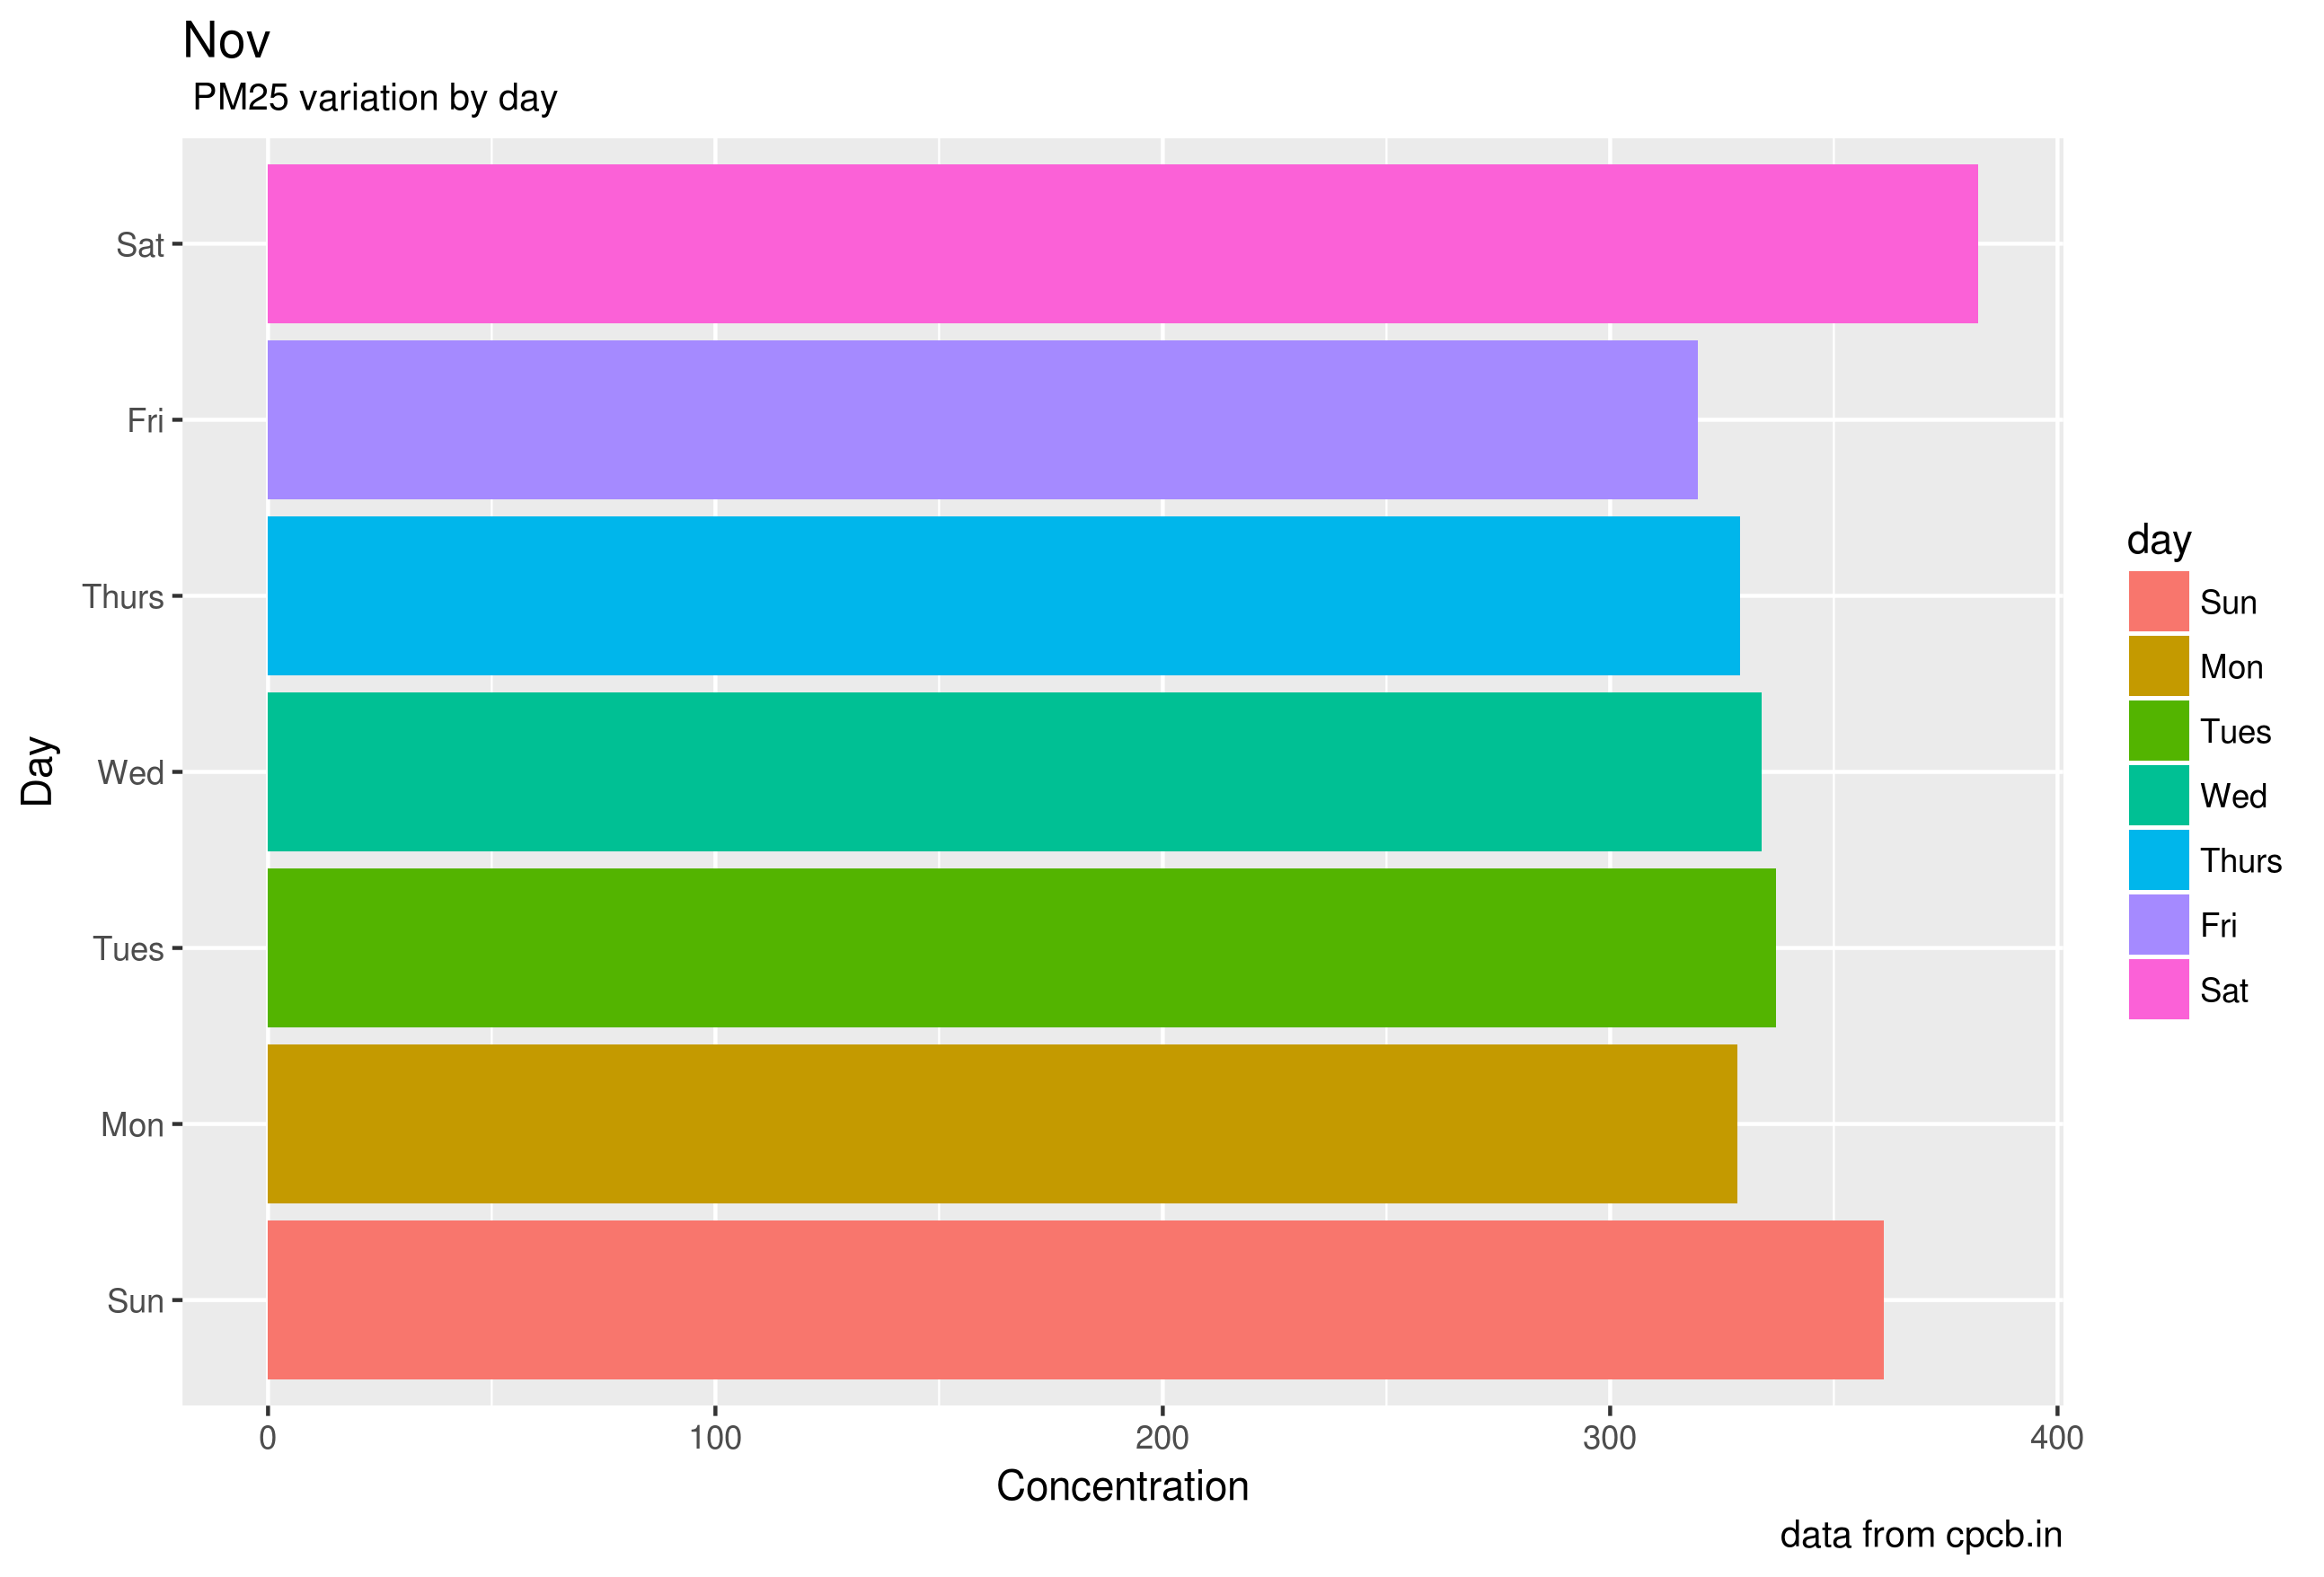 Nov
PM25 variation by day
Sat
Fri
Thurs
Wed
Tues
Mon
Sun
Day
0 100 200 300 400
Concentration
data from cpcb.in
day
Sun
Mon
Tues
Wed
Thurs
Fri
Sat